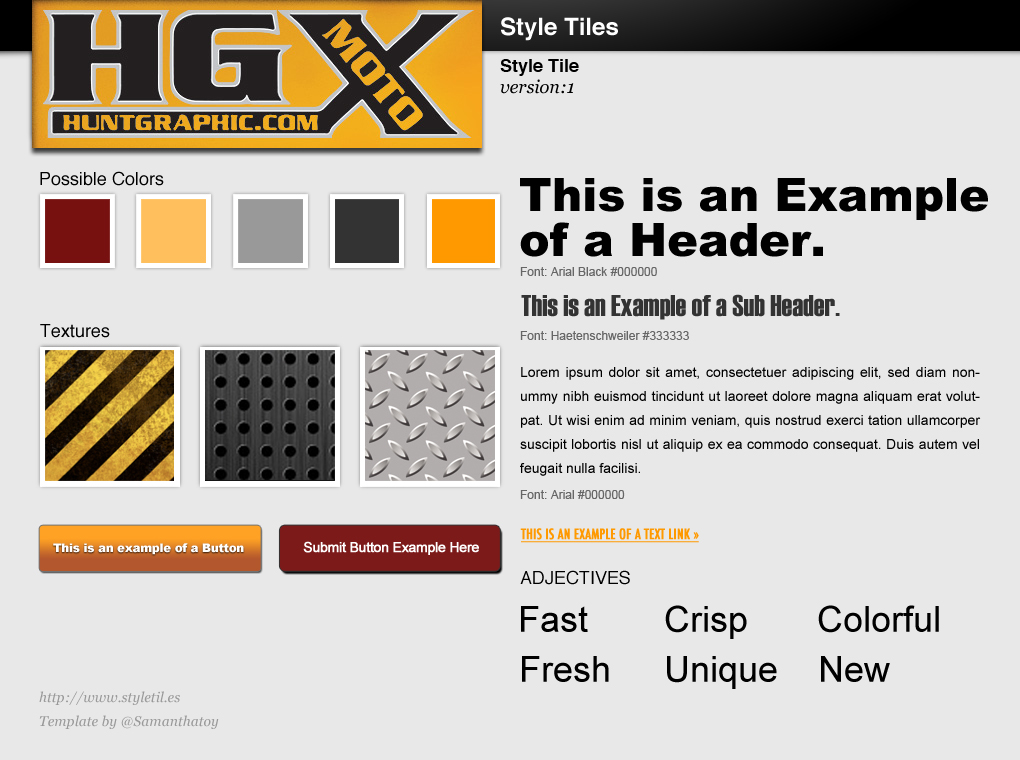 HGX
MOTO
HUNTGRAPHIC.COM
Style Tiles
Style Tile
version:1
Possible Colors
Textures
This is an example of a Button
Submit Button Example Here
http://www.styletil.es
Template by @Samanthatoy
This is an Example
of a Header.
Font: Arial Black #000000
This is an Example of a Sub Header.
Font: Haetenschweiler #333333
Lorem ipsum dolor sit amet, consectetuer adipiscing elit, sed diam non-
ummy nibh euismod tincidunt ut laoreet dolore magna aliquam erat volut-
pat. Ut wisi enim ad minim veniam, quis nostrud exerci tation ullamcorper
suscipit lobortis nisl ut aliquip ex ea commodo consequat. Duis autem vel
feugait nulla facilisi.
Font: Arial #000000
THIS IS AN EXAMPLE OF A TEXT LINK »
ADJECTIVES
Fast Crisp Colorful
Fresh Unique New